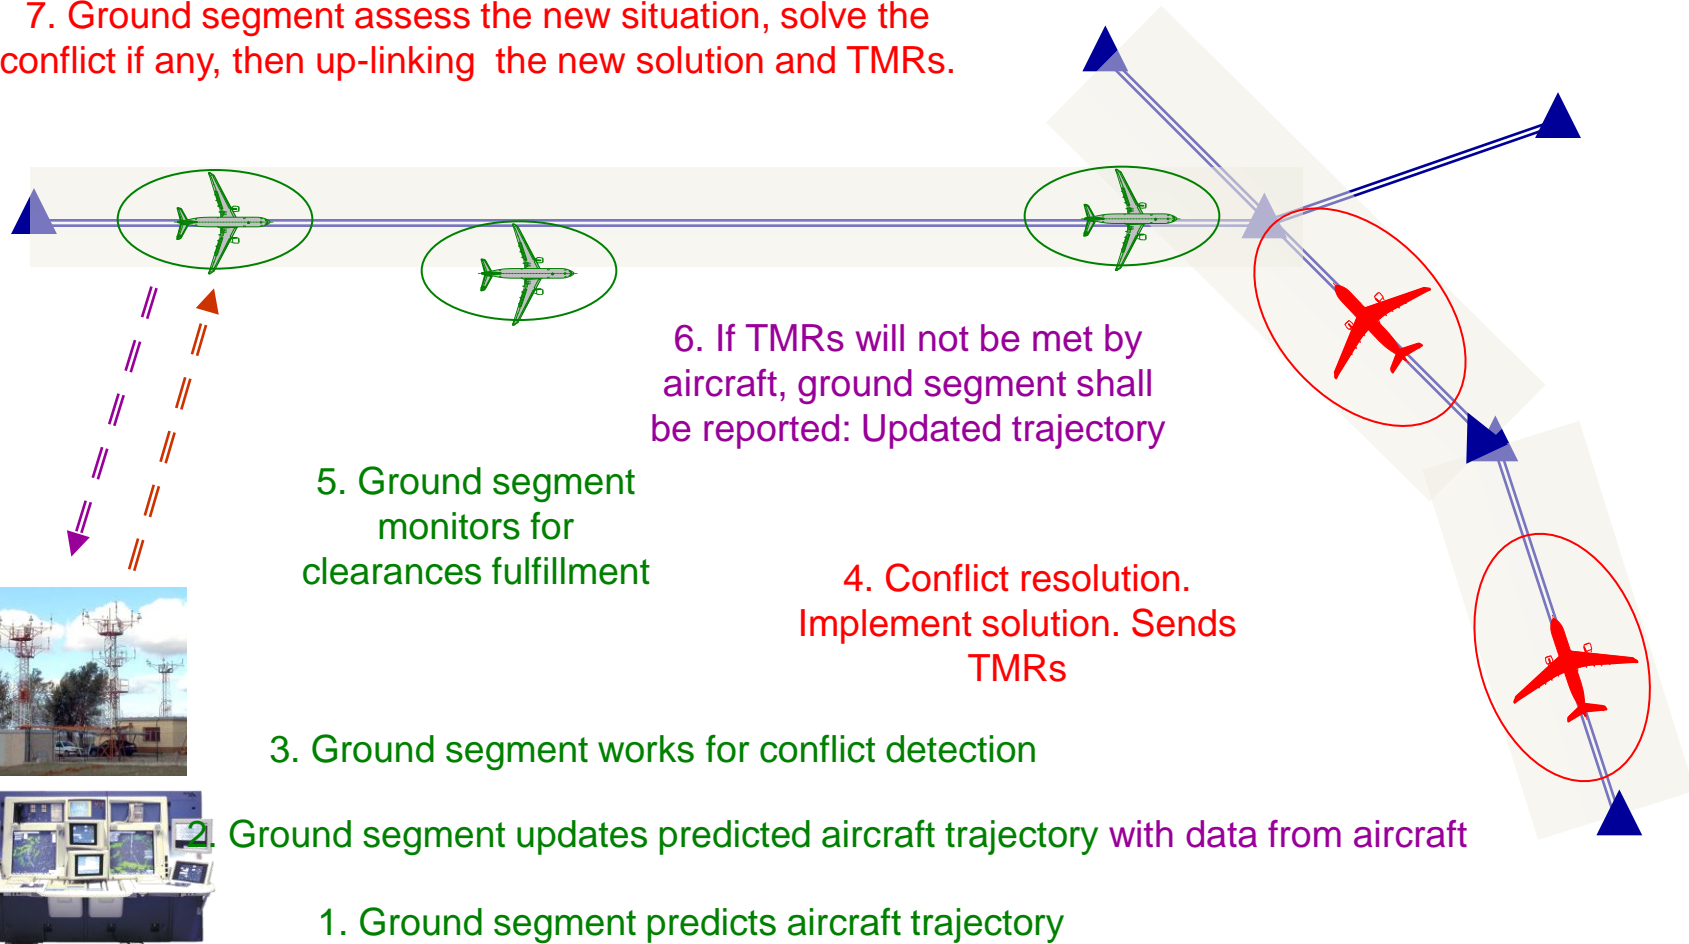 7. Ground segment assess the new situation, solve the
conflict if any, then up-linking the new solution and TMRs.
6. If TMRs will not be met by
aircraft, ground segment shall
be reported: Updated trajectory
5. Ground segment
monitors for
clearances fulfillment
4. Conflict resolution.
Implement solution. Sends
TMRs
3. Ground segment works for conflict detection
2. Ground segment updates predicted aircraft trajectory with data from aircraft
1. Ground segment predicts aircraft trajectory